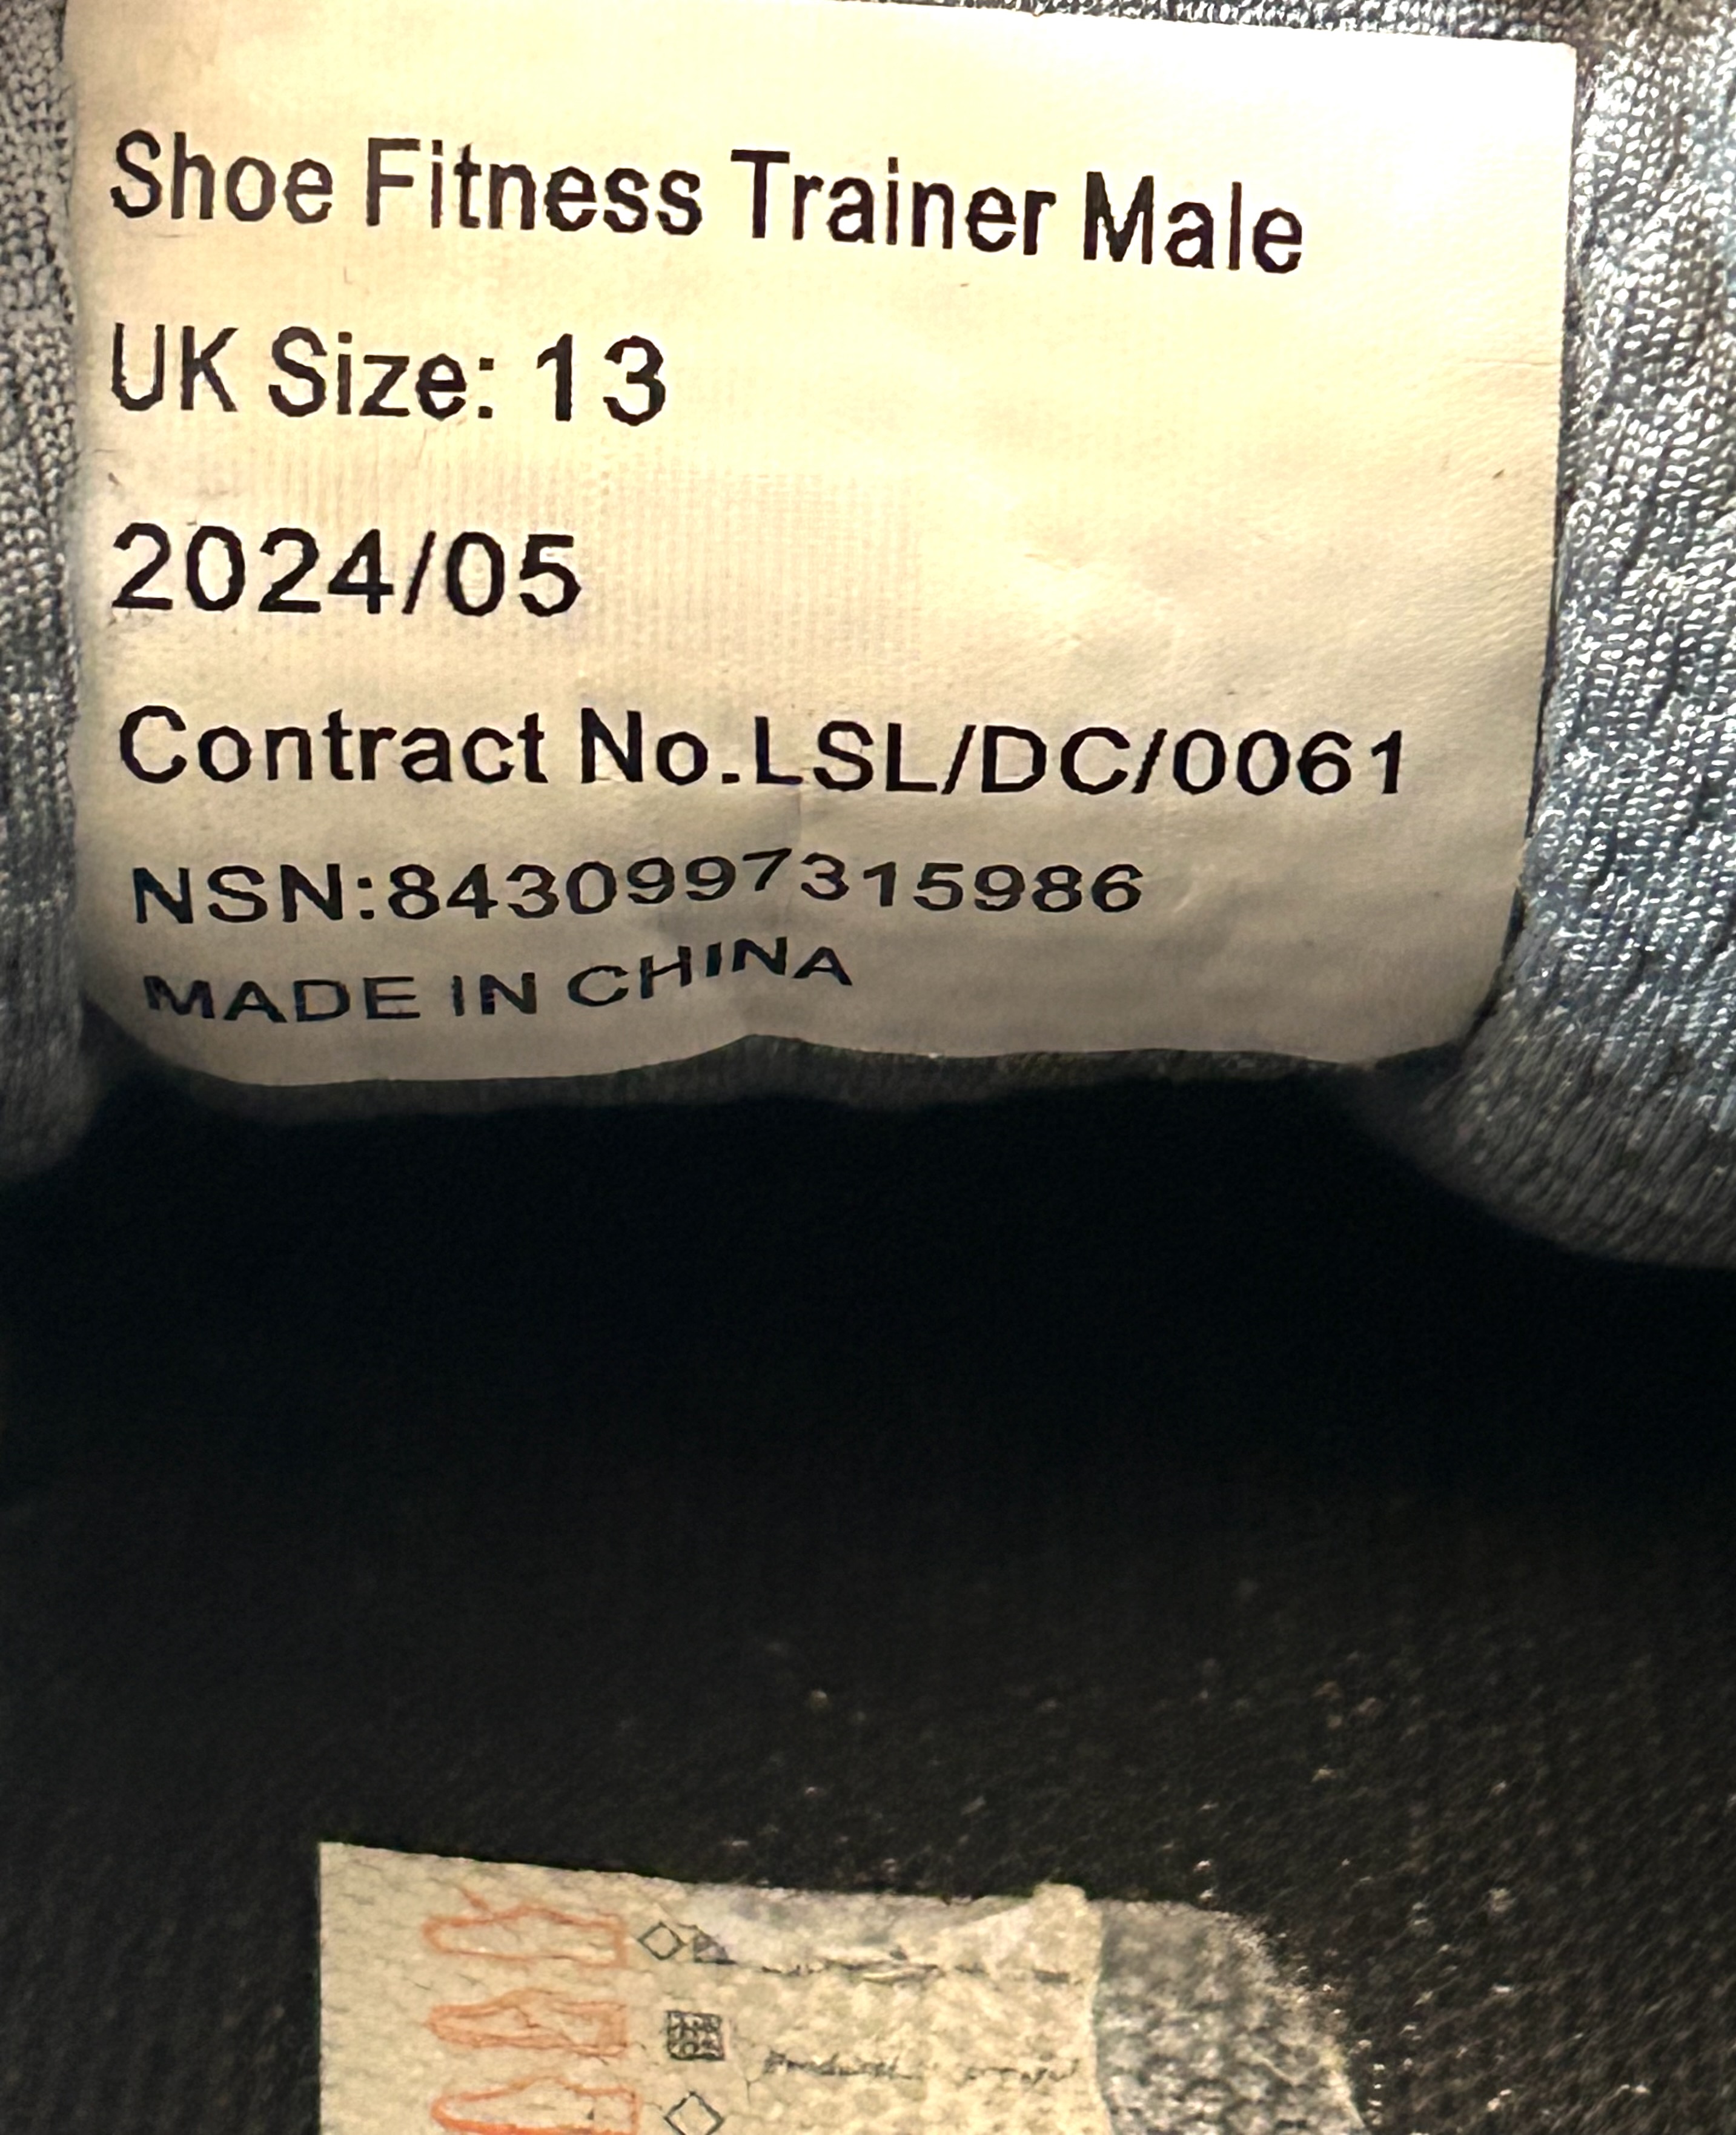 Shoe Fitness Trainer Male
UK Size: 13
2024/05
Contract No.LSL/DC/0061
NSN:8430997315986
MADE IN CHINA